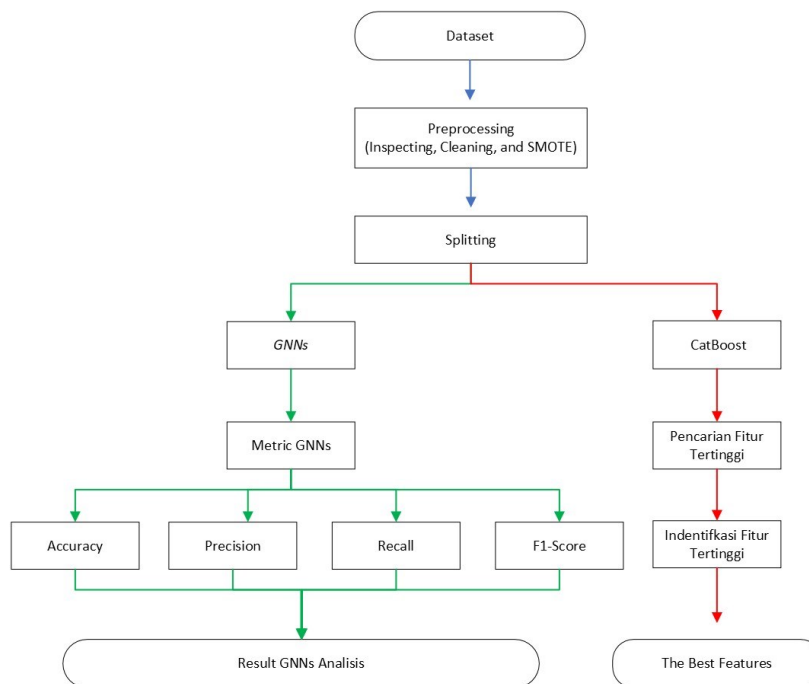 Dataset
Preprocessing
(Inspecting, Cleaning, and SMOTE)
Splitting
GNNs
CatBoost
Metric GNNs
Pencarian Fitur
Tertinggi
Accuracy
Precision
Recall
F1-Score
Indentifkasi Fitur
Tertinggi
Result GNNs Analisis
The Best Features